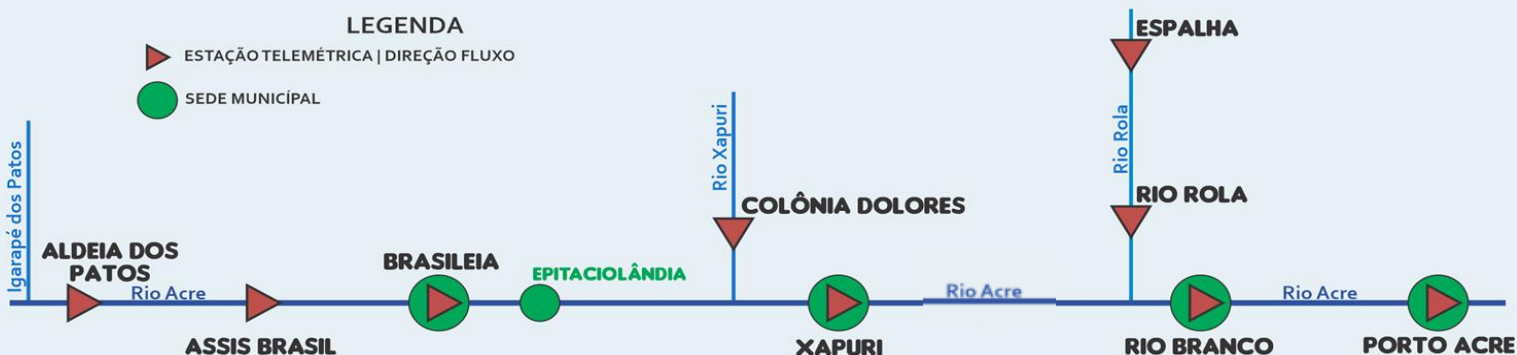 LEGENDA
ESTAÇÃO TELEMÉTRICA | DIREÇÃO FLUXO
SEDE MUNICÍPAL
Igarapé dos Patos
ALDEIA DOS
PATOS
Rio Acre
ASSIS BRASIL
BRASILEIA
EPITACIOLÂNDIA
Rio Xapuri
COLÔNIA DOLORES
XAPURI
Rio Acre
ESPALHA
Rio Rola
RIO ROLA
RIO BRANCO
Rio Acre
PORTO ACRE